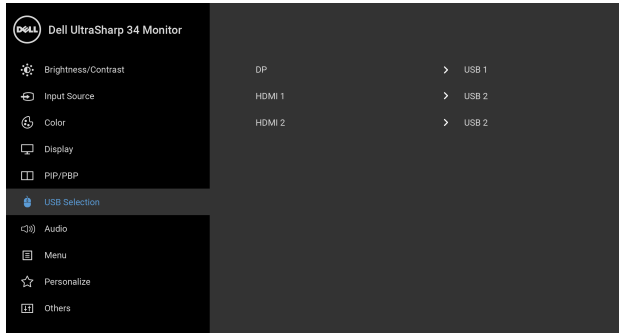 DELL Dell UltraSharp 34 Monitor
Brightness/Contrast DP USB 1
Input Source HDMI 1 USB 2
Color HDMI 2 USB 2
Display
PIP/PBP
USB Selection
Audio
Menu
Personalize
Others